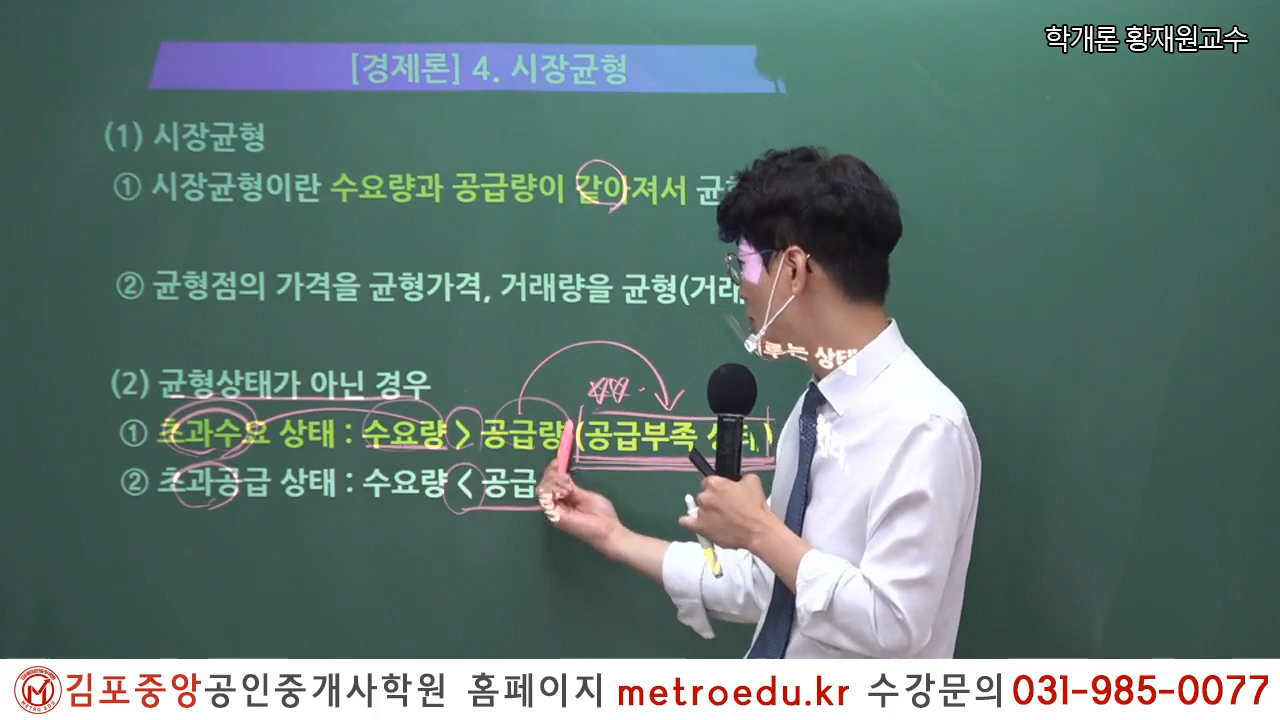 학개론 황재원교수
[경제론] 4. 시장균형
(1) 시장균형
① 시장균형이란 수요량과 공급량이 같아져서
② 균형점의 가격을 균형가격, 거래량을 균형(거래
상태
(2) 균형상태가 아닌 경우
① 초과수요 상태 : 수요량 > 공급량 (공급부족 상태)
② 초과공급 상태 : 수요량 < 공급
METRO EDU
김포중앙공인중개사학원 홈페이지 metroedu.kr 수강문의 031-985-0077